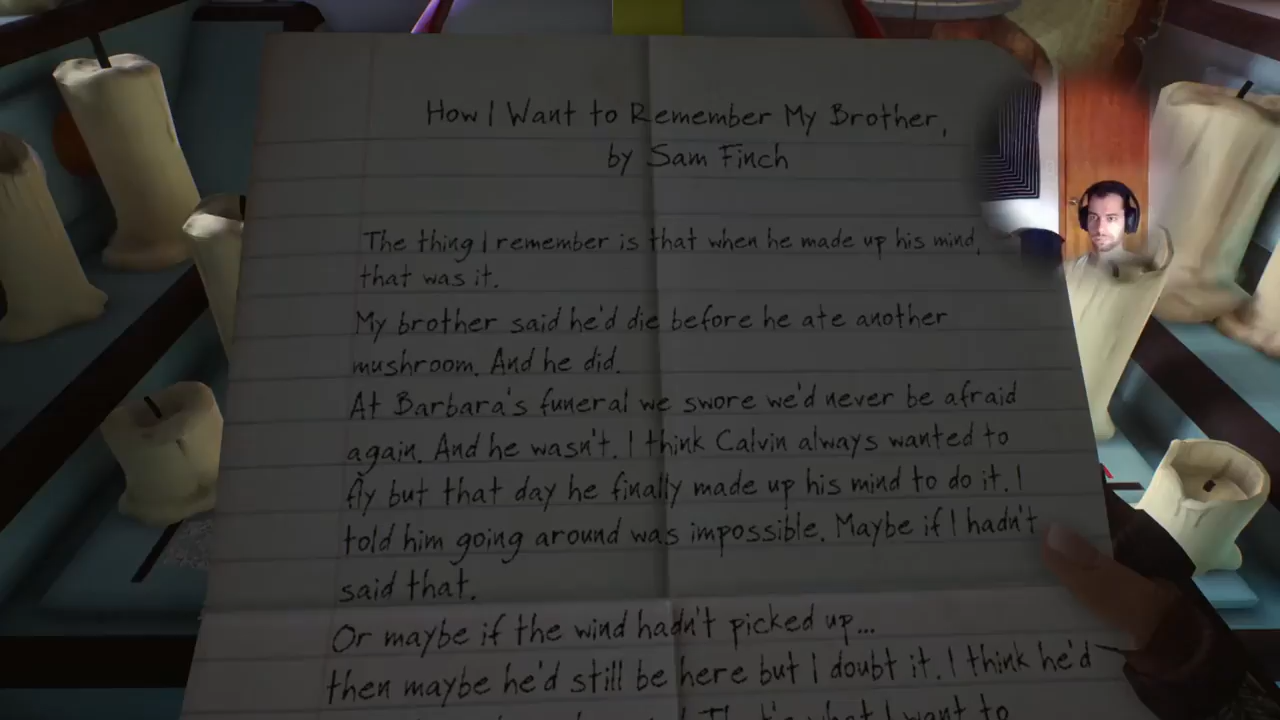 How I Want to Remember My Brother,
by Sam Finch
The thing I remember is that when he made up his mind,
that was it.
My brother said he'd die before he ate another
mushroom. And he did.
At Barbara's funeral we swore we'd never be afraid
again. And he wasn't. I think Calvin always wanted to
fly but that day he finally made up his mind to do it. I
told him going around was impossible. Maybe if I hadn't
said that.
Or maybe if the wind hadn't picked up...
then maybe he'd still be here but I doubt it. I think he'd
That's what I want to